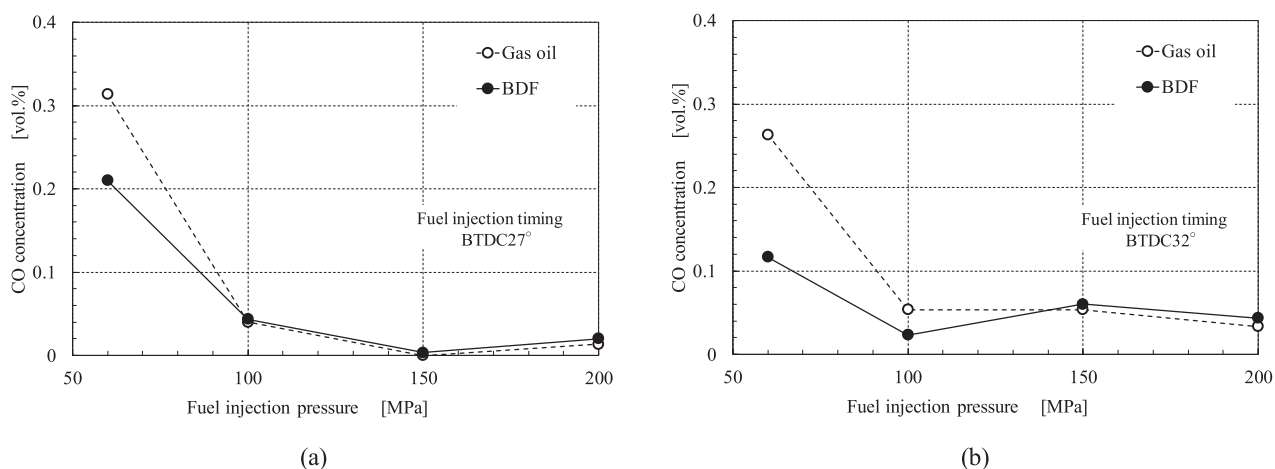 0.4
0.3
0.2
0.1
0
CO concentration [vol.%]
Gas oil
BDF
Fuel injection timing
BTDC27°
50
100
150
200
Fuel injection pressure [MPa]
(a)
0.4
0.3
0.2
0.1
0
CO concentration [vol.%]
Gas oil
BDF
Fuel injection timing
BTDC32°
50
100
150
200
Fuel injection pressure [MPa]
(b)